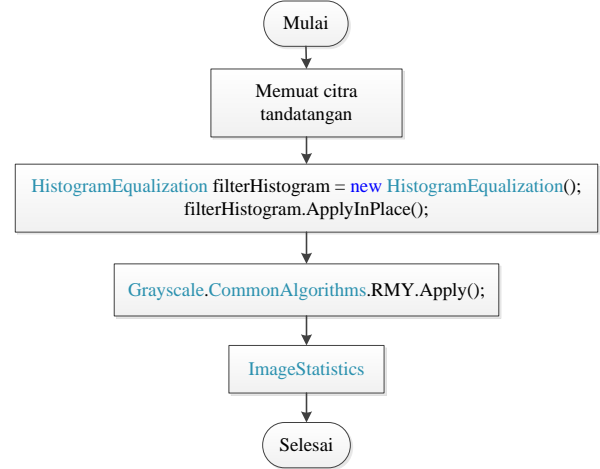 Mulai
Memuat citra
tandatangan
HistogramEqualization filterHistogram = new HistogramEqualization();
filterHistogram.ApplyInPlace();
Grayscale.CommonAlgorithms.RMY.Apply();
ImageStatistics
Selesai